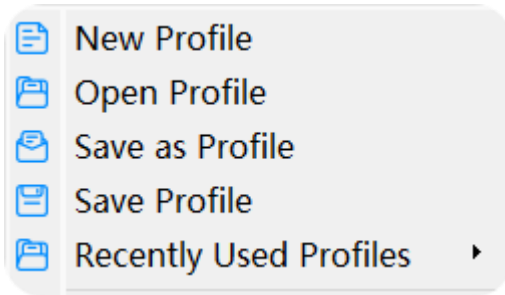 New Profile
Open Profile
Save as Profile
Save Profile
Recently Used Profiles